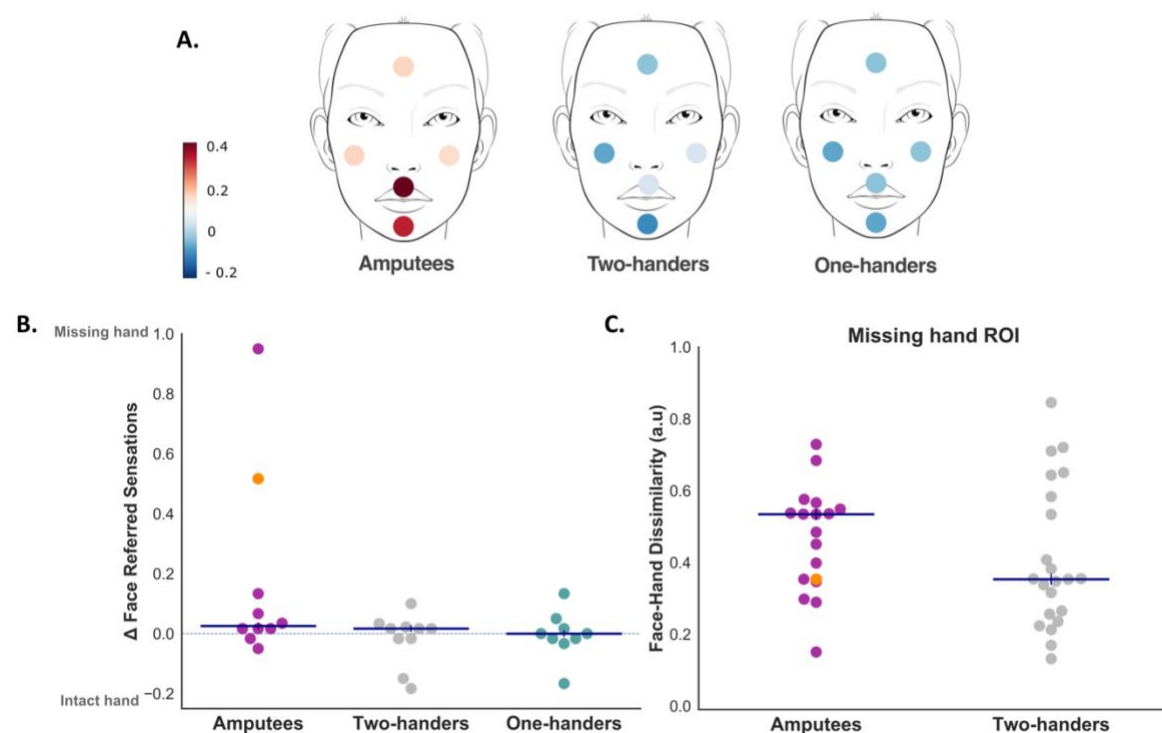 A.
0.4
0.2
0
- 0.2
Amputees
Two-handers
One-handers
B.
Missing hand
1.0
0.8
0.6
0.4
0.2
0.0
−0.2
Intact hand
Δ Face Referred Sensations
Amputees
Two-handers
One-handers
C.
Missing hand ROI
1.0
0.8
0.6
0.4
0.2
0.0
Face-Hand Dissimilarity (a.u)
Amputees
Two-handers